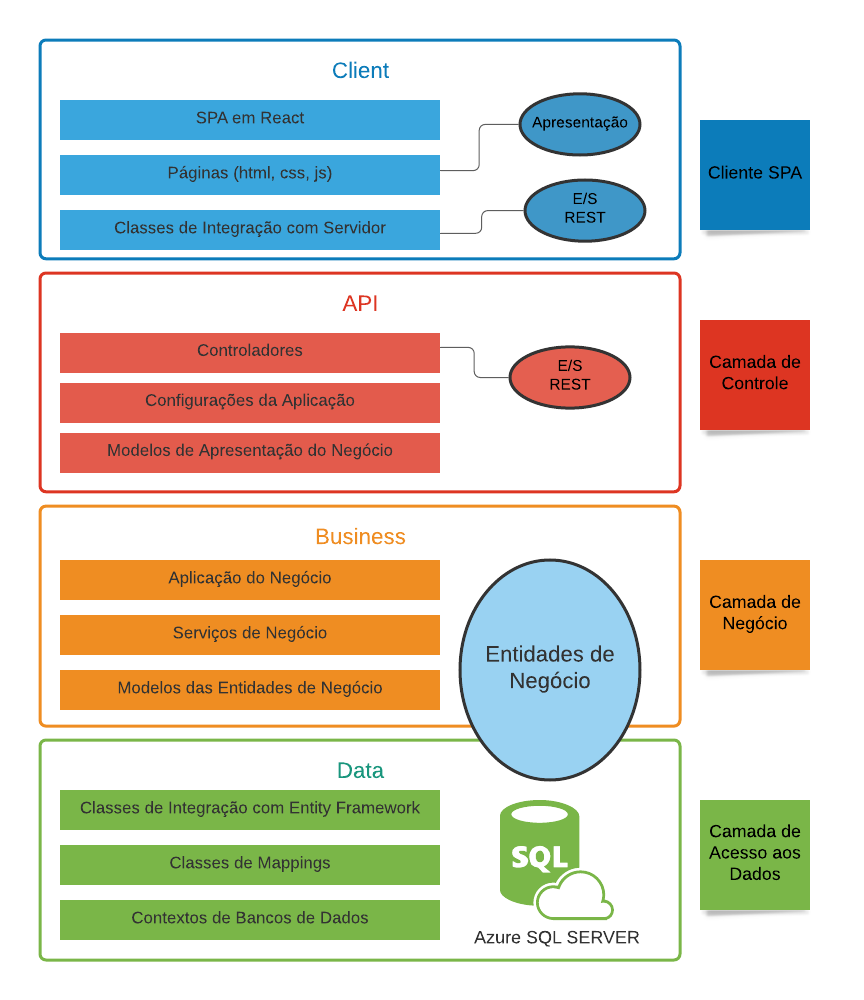 Client
SPA em React
Páginas (html, css, js)
Classes de Integração com Servidor
Apresentação
E/S
REST
Cliente SPA
API
Controladores
Configurações da Aplicação
Modelos de Apresentação do Negócio
E/S
REST
Camada de
Controle
Business
Aplicação do Negócio
Serviços de Negócio
Modelos das Entidades de Negócio
Entidades de
Negócio
Camada de
Negócio
Data
Classes de Integração com Entity Framework
Classes de Mappings
Contextos de Bancos de Dados
SQL
Azure SQL SERVER
Camada de
Acesso aos
Dados